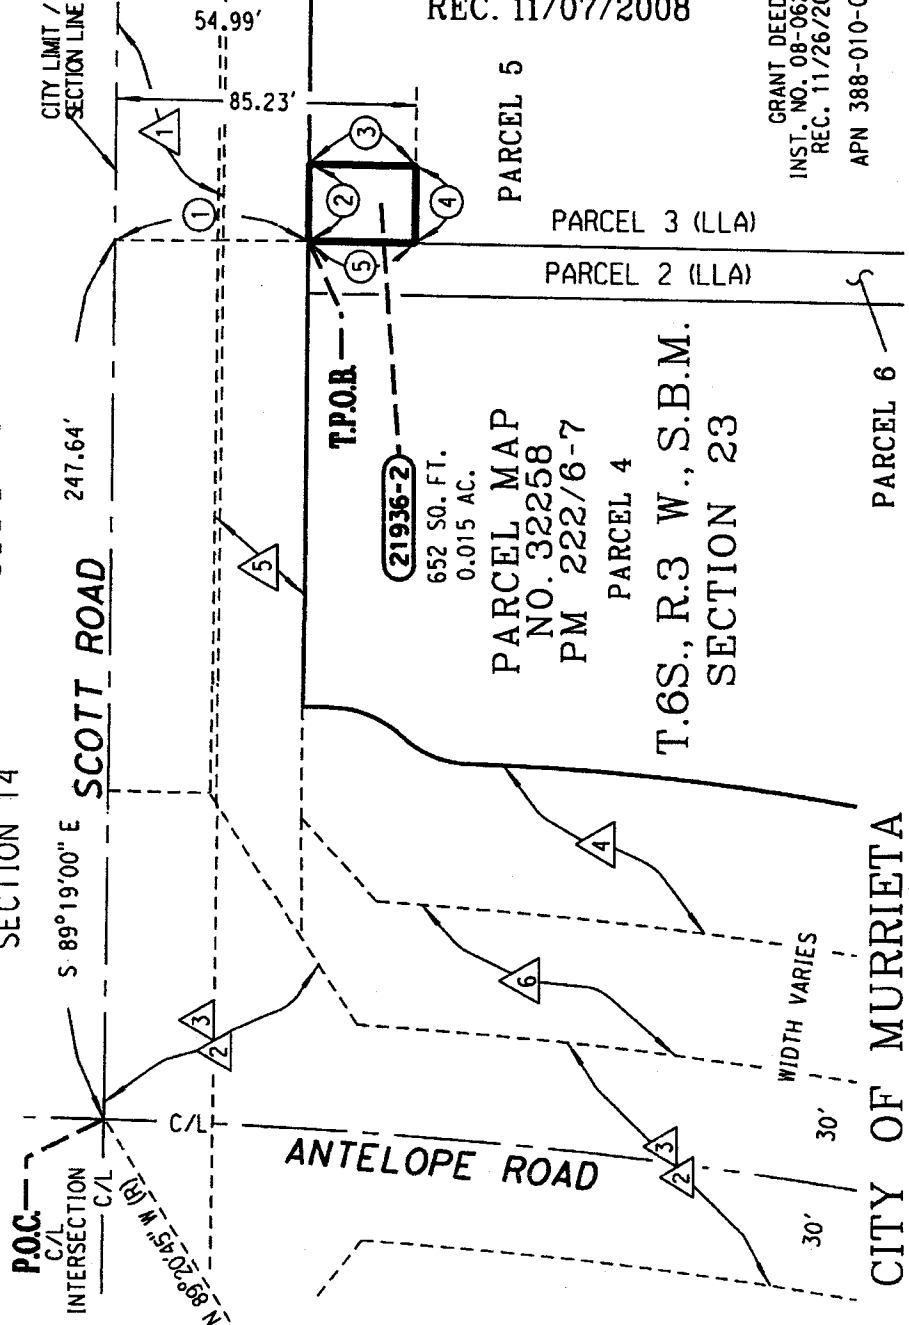 CITY LIMIT /
SECTION LINE
54.99'
REC. 11/07/2008
GRANT DEED
REC. 11/26/20
APN 388-010-0
85.23'
PARCEL 5
1
1
2
3
4
5
PARCEL 3 (LLA)
PARCEL 2 (LLA)
PARCEL 6
247.64'
T.P.O.B.
21936-2
652 SQ. FT.
0.015 AC.
PARCEL MAP
NO. 32258
PM 222/6-7
PARCEL 4
T.6S., R.3 W., S.B.M.
SECTION 23
5
SCOTT ROAD
SECTION 14
S 89°19'00" E
3
2
4
6
P.O.C.
C/L
INTERSECTION
C/L
C/L
N 89°20'45" W (R)
ANTELOPE ROAD
3
2
WIDTH VARIES
30'
30'
CITY OF MURRIETA